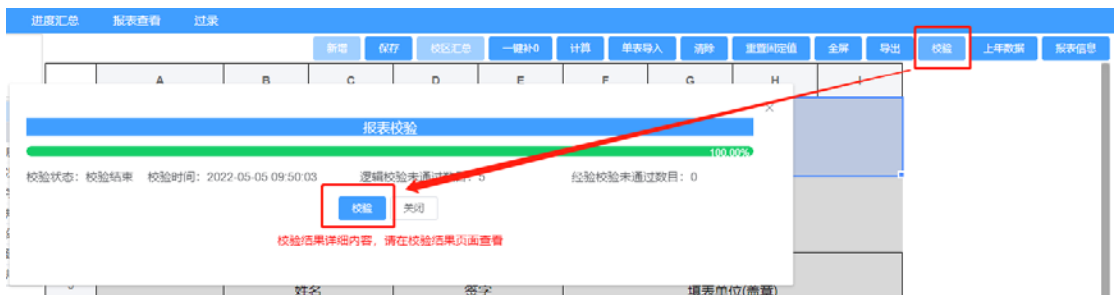 进度汇总 报表查看 过录
新增 保存 校区汇总 一键补0 计算 单表导入 清除 重置固定值 全屏 导出 校验 上年数据 报表信息
A B C D E F G H I
×
报表校验
100.00%
校验状态：校验结束 校验时间：2022-05-05 09:50:03 逻辑校验未通过数目：5 经验校验未通过数目：0
校验 关闭
校验结果详细内容，请在校验结果页面查看
姓名 签字 填表单位(盖章)